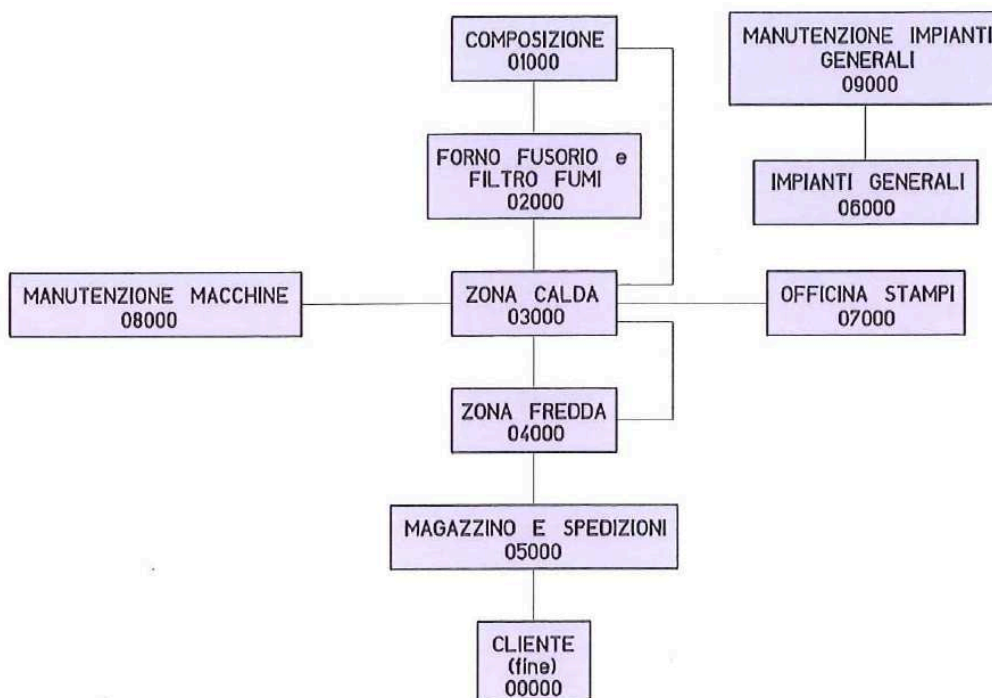 COMPOSIZIONE
01000
MANUTENZIONE IMPIANTI
GENERALI
09000
FORNO FUSORIO e
FILTRO FUMI
02000
IMPIANTI GENERALI
06000
MANUTENZIONE MACCHINE
08000
ZONA CALDA
03000
OFFICINA STAMPI
07000
ZONA FREDDA
04000
MAGAZZINO E SPEDIZIONI
05000
CLIENTE
(fine)
00000